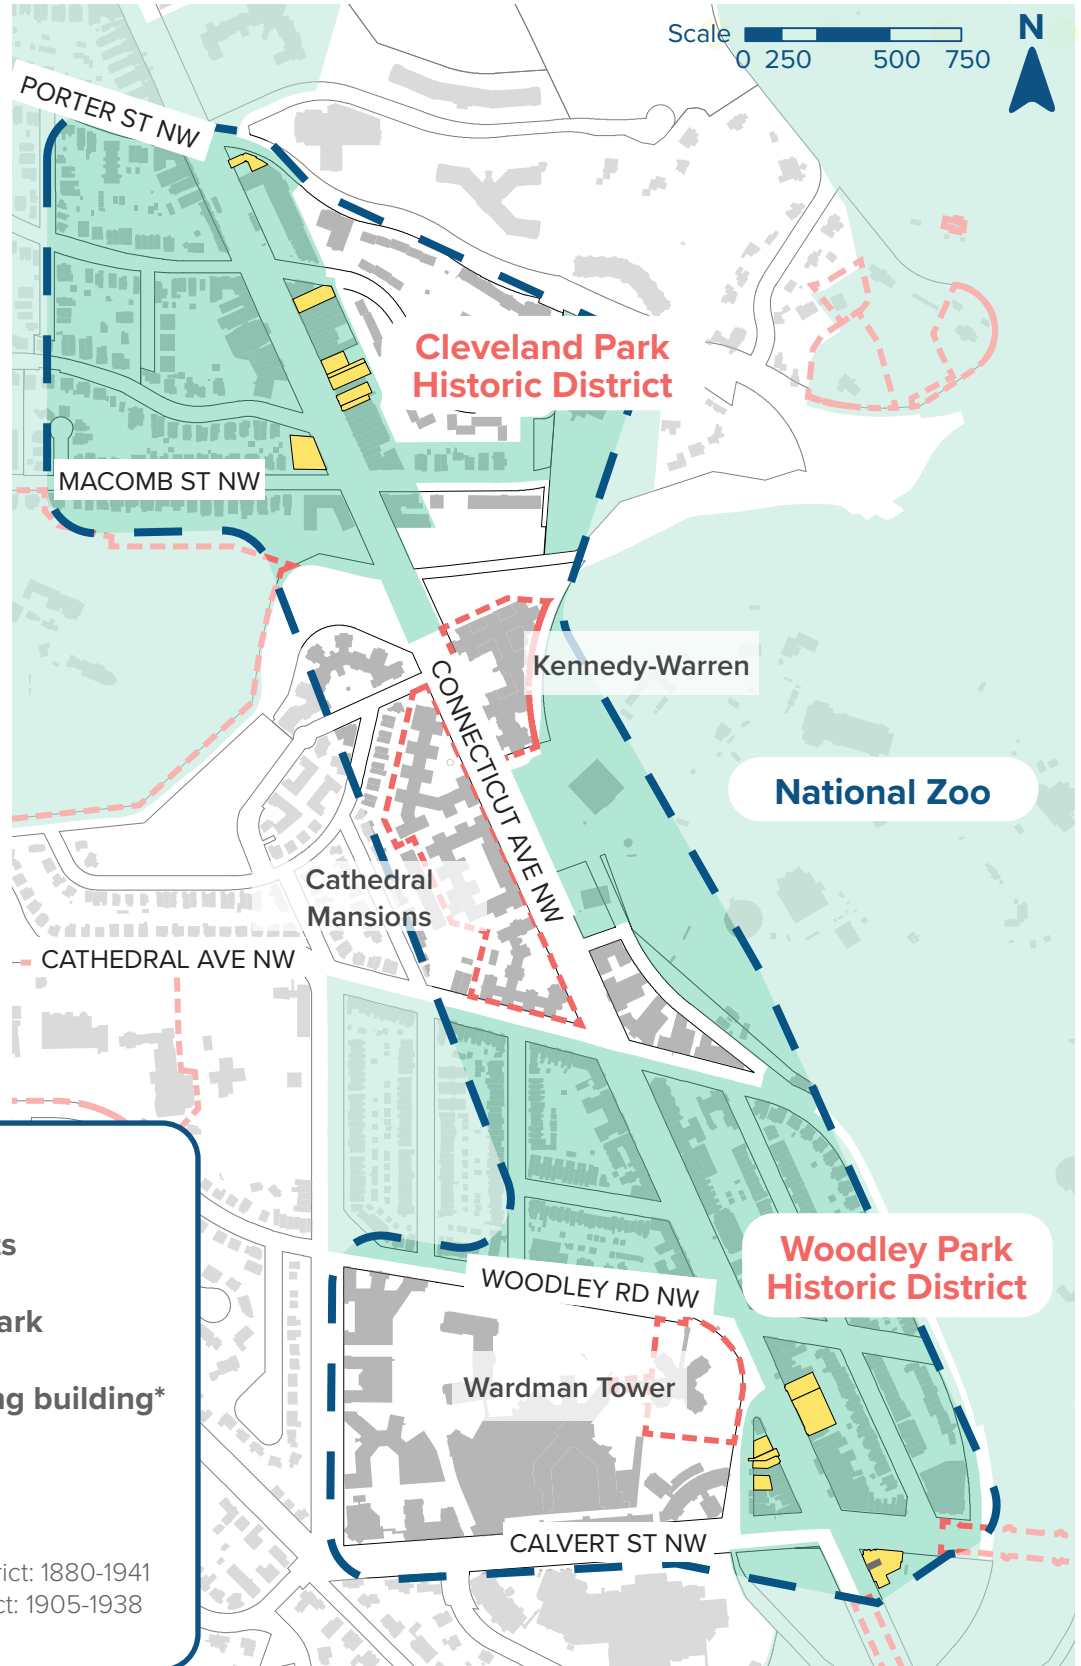 Scale
0 250 500 750
N
PORTER ST NW
Cleveland Park
Historic District
MACOMB ST NW
Kennedy-Warren
CONNECTICUT AVE NW
National Zoo
Cathedral
Mansions
CATHEDRAL AVE NW
ts
ark
ng building*
Woodley Park
Historic District
WOODLEY RD NW
Wardman Tower
CALVERT ST NW
rict: 1880-1941
ct: 1905-1938